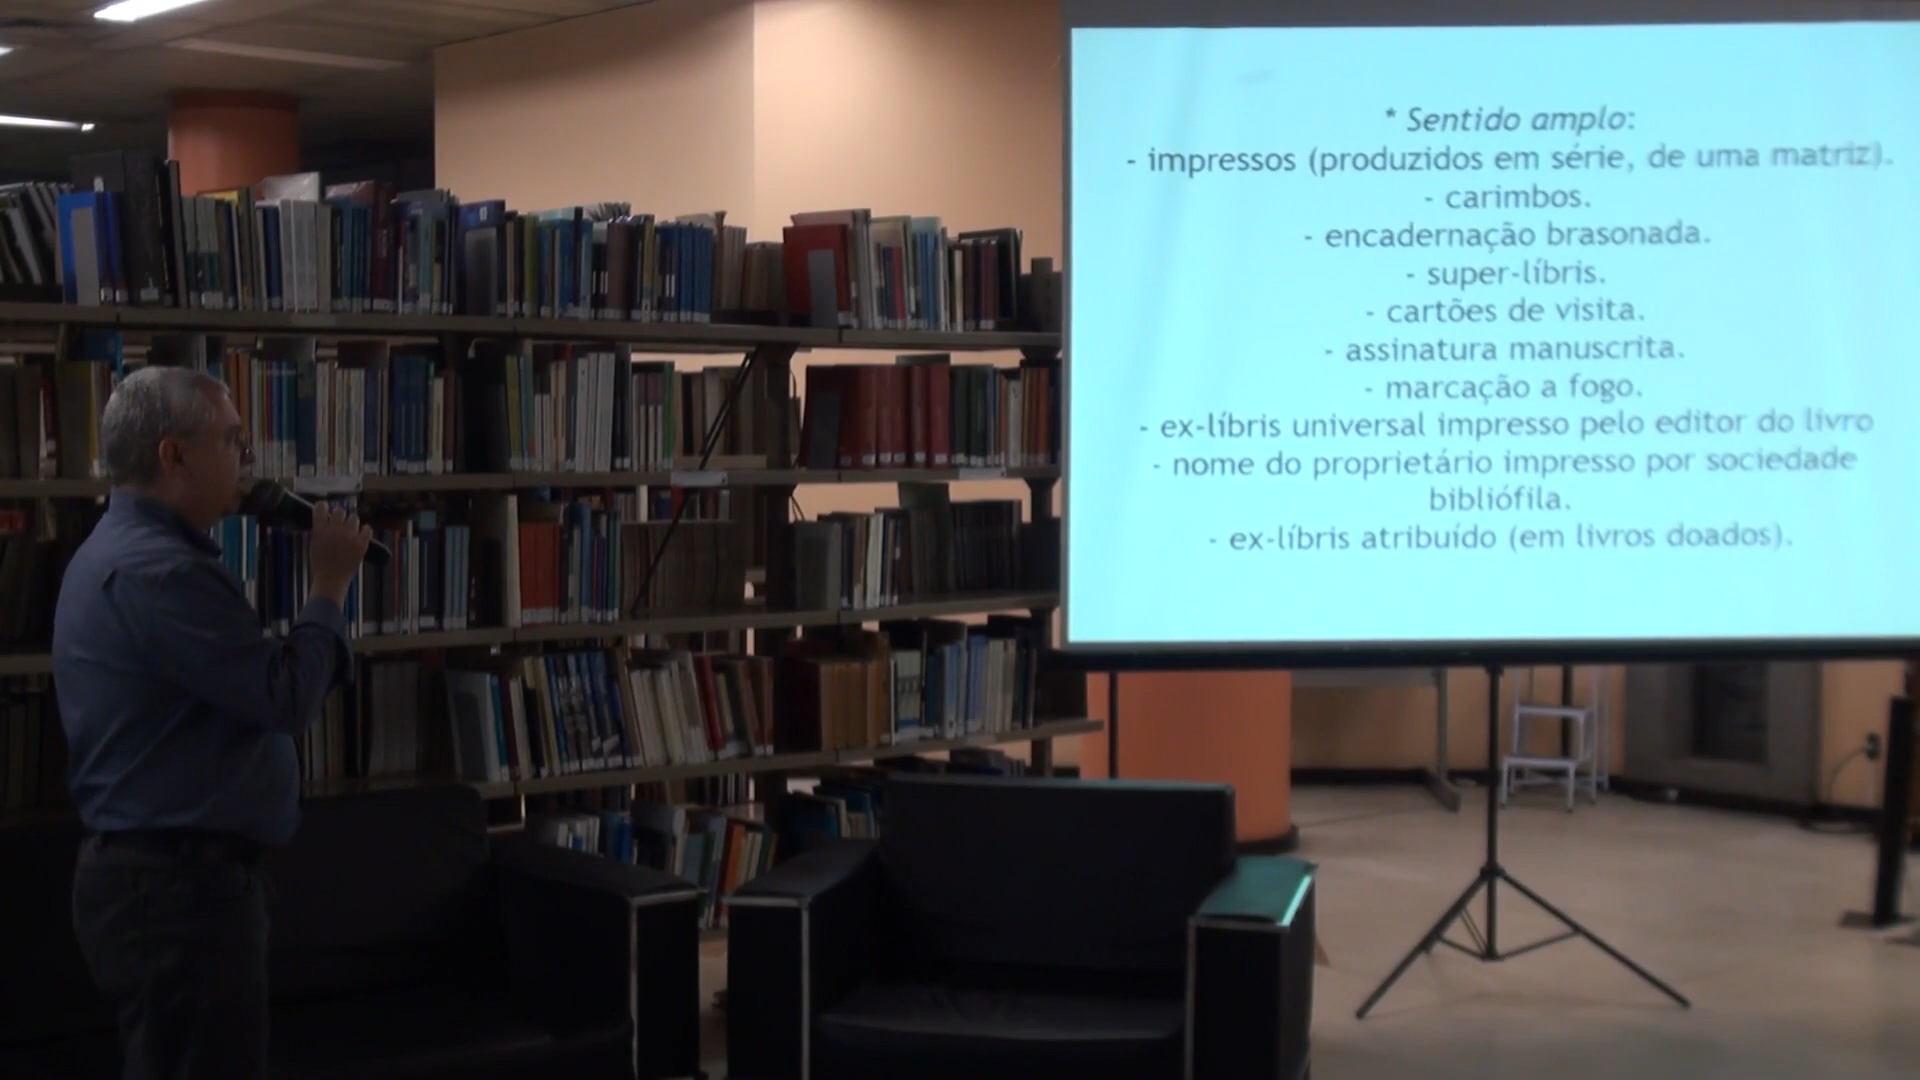 * Sentido amplo:
- impressos (produzidos em série, de uma matriz).
- carimbos.
- encadernação brasonada.
- super-líbris.
- cartões de visita.
- assinatura manuscrita.
- marcação a fogo.
- ex-líbris universal impresso pelo editor do livro
- nome do proprietário impresso por sociedade
bibliófila.
- ex-líbris atribuído (em livros doados).